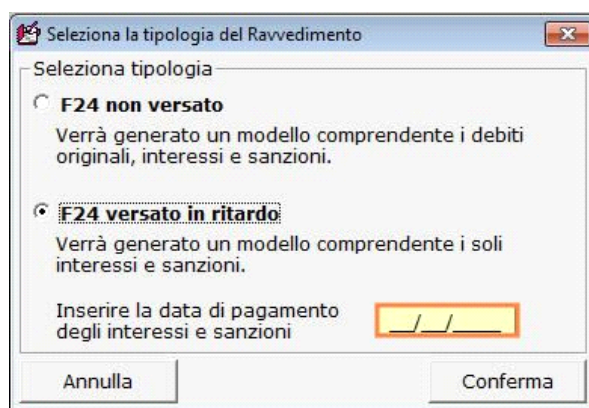 Seleziona la tipologia del Ravvedimento
Seleziona tipologia
F24 non versato
Verrà generato un modello comprendente i debiti
originali, interessi e sanzioni.
F24 versato in ritardo
Verrà generato un modello comprendente i soli
interessi e sanzioni.
Inserire la data di pagamento
degli interessi e sanzioni
__/__/____
Annulla
Conferma